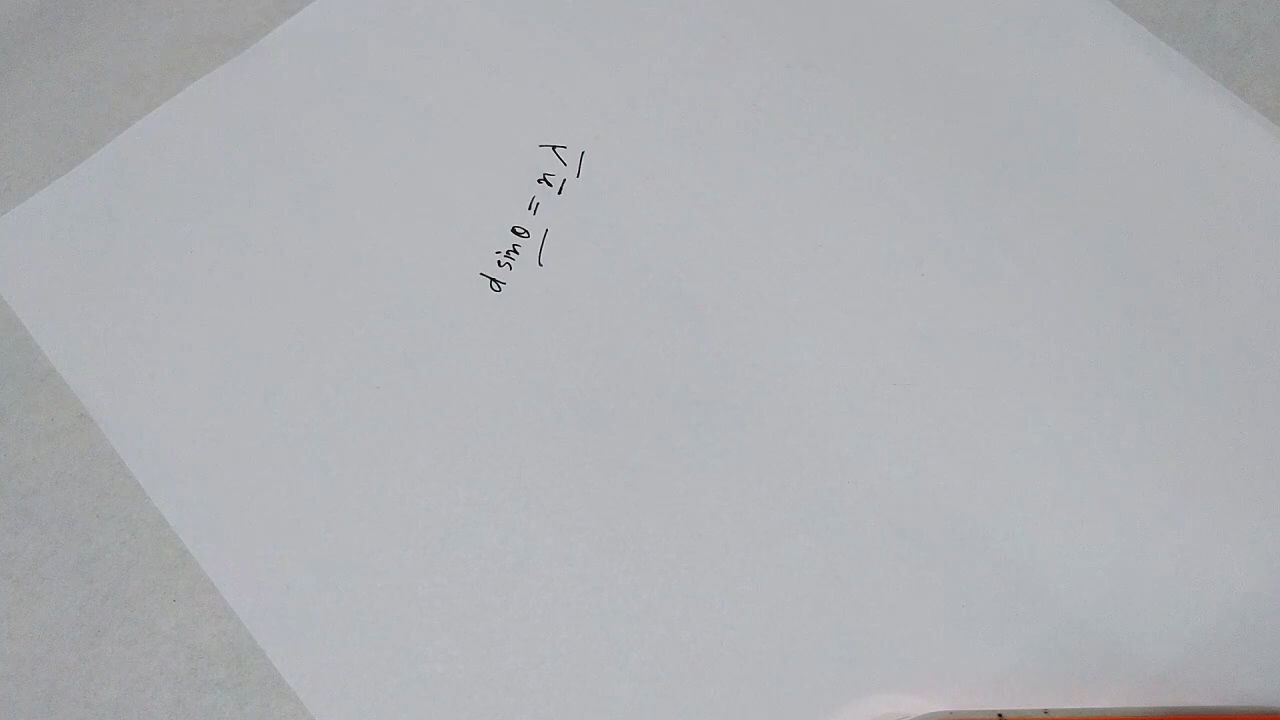 d sinθ = nλ